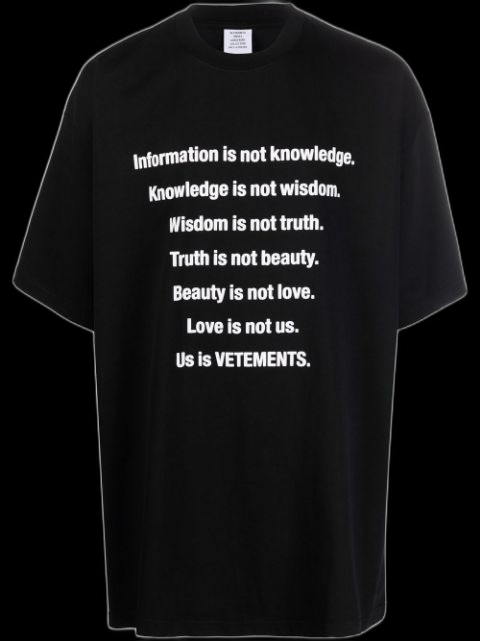 Information is not knowledge.
Knowledge is not wisdom.
Wisdom is not truth.
Truth is not beauty.
Beauty is not love.
Love is not us.
Us is VETEMENTS.